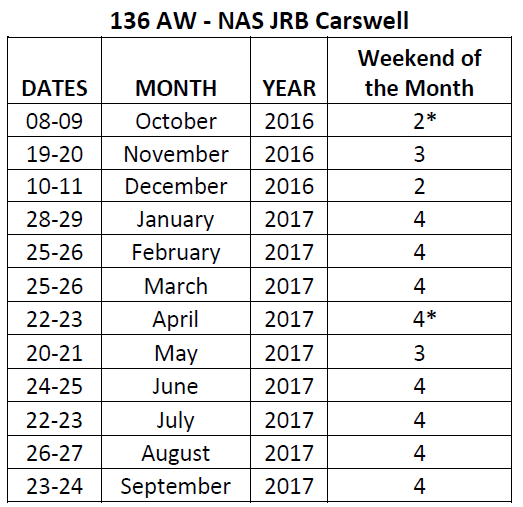 136 AW - NAS JRB Carswell
DATES MONTH YEAR Weekend of the Month
08-09 October 2016 2*
19-20 November 2016 3
10-11 December 2016 2
28-29 January 2017 4
25-26 February 2017 4
25-26 March 2017 4
22-23 April 2017 4*
20-21 May 2017 3
24-25 June 2017 4
22-23 July 2017 4
26-27 August 2017 4
23-24 September 2017 4